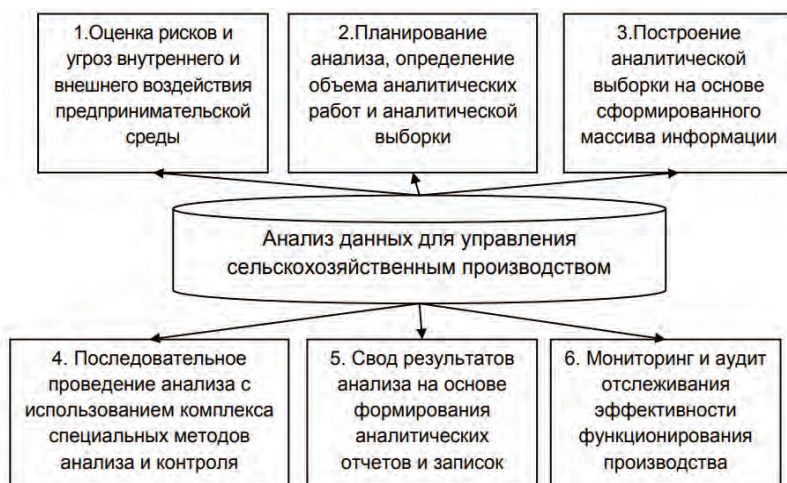 1.Оценка рисков и
угроз внутреннего и
внешнего воздействия
предпринимательской
среды
2.Планирование
анализа, определение
объема аналитических
работ и аналитической
выборки
3.Построение
аналитической
выборки на основе
сформированного
массива информации
Анализ данных для управления
сельскохозяйственным производством
4. Последовательное
проведение анализа с
использованием комплекса
специальных методов
анализа и контроля
5. Свод результатов
анализа на основе
формирования
аналитических
отчетов и записок
6. Мониторинг и аудит
отслеживания
эффективности
функционирования
производства